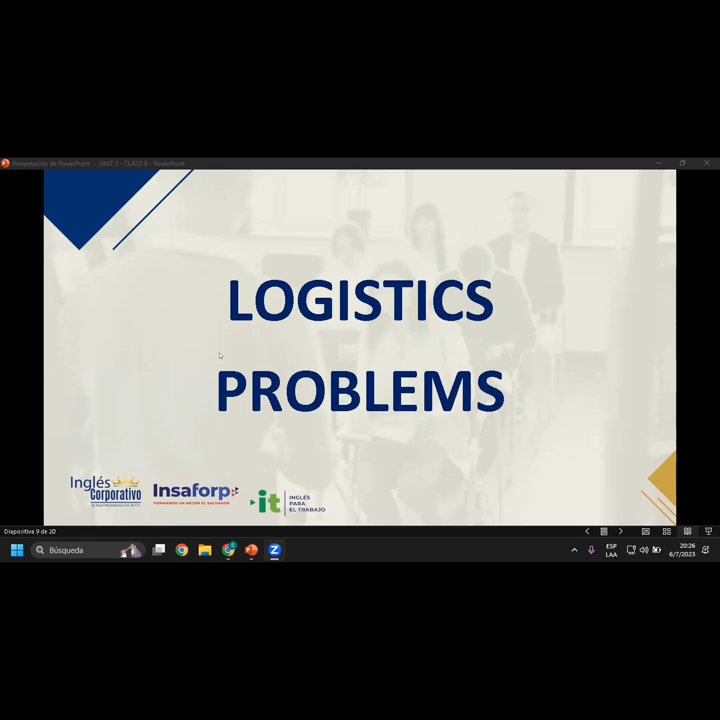 Presentación de PowerPoint - UNIT 2 - CLASS 9 - PowerPoint
LOGISTICS
PROBLEMS
Inglés
Corporativo
Insaforp
FORMANDO UN MEJOR EL SALVADOR
it
INGLÉS
PARA
EL TRABAJO
Diapositiva 9 de 20
Búsqueda
ESP
LAA
20:26
6/7/2023